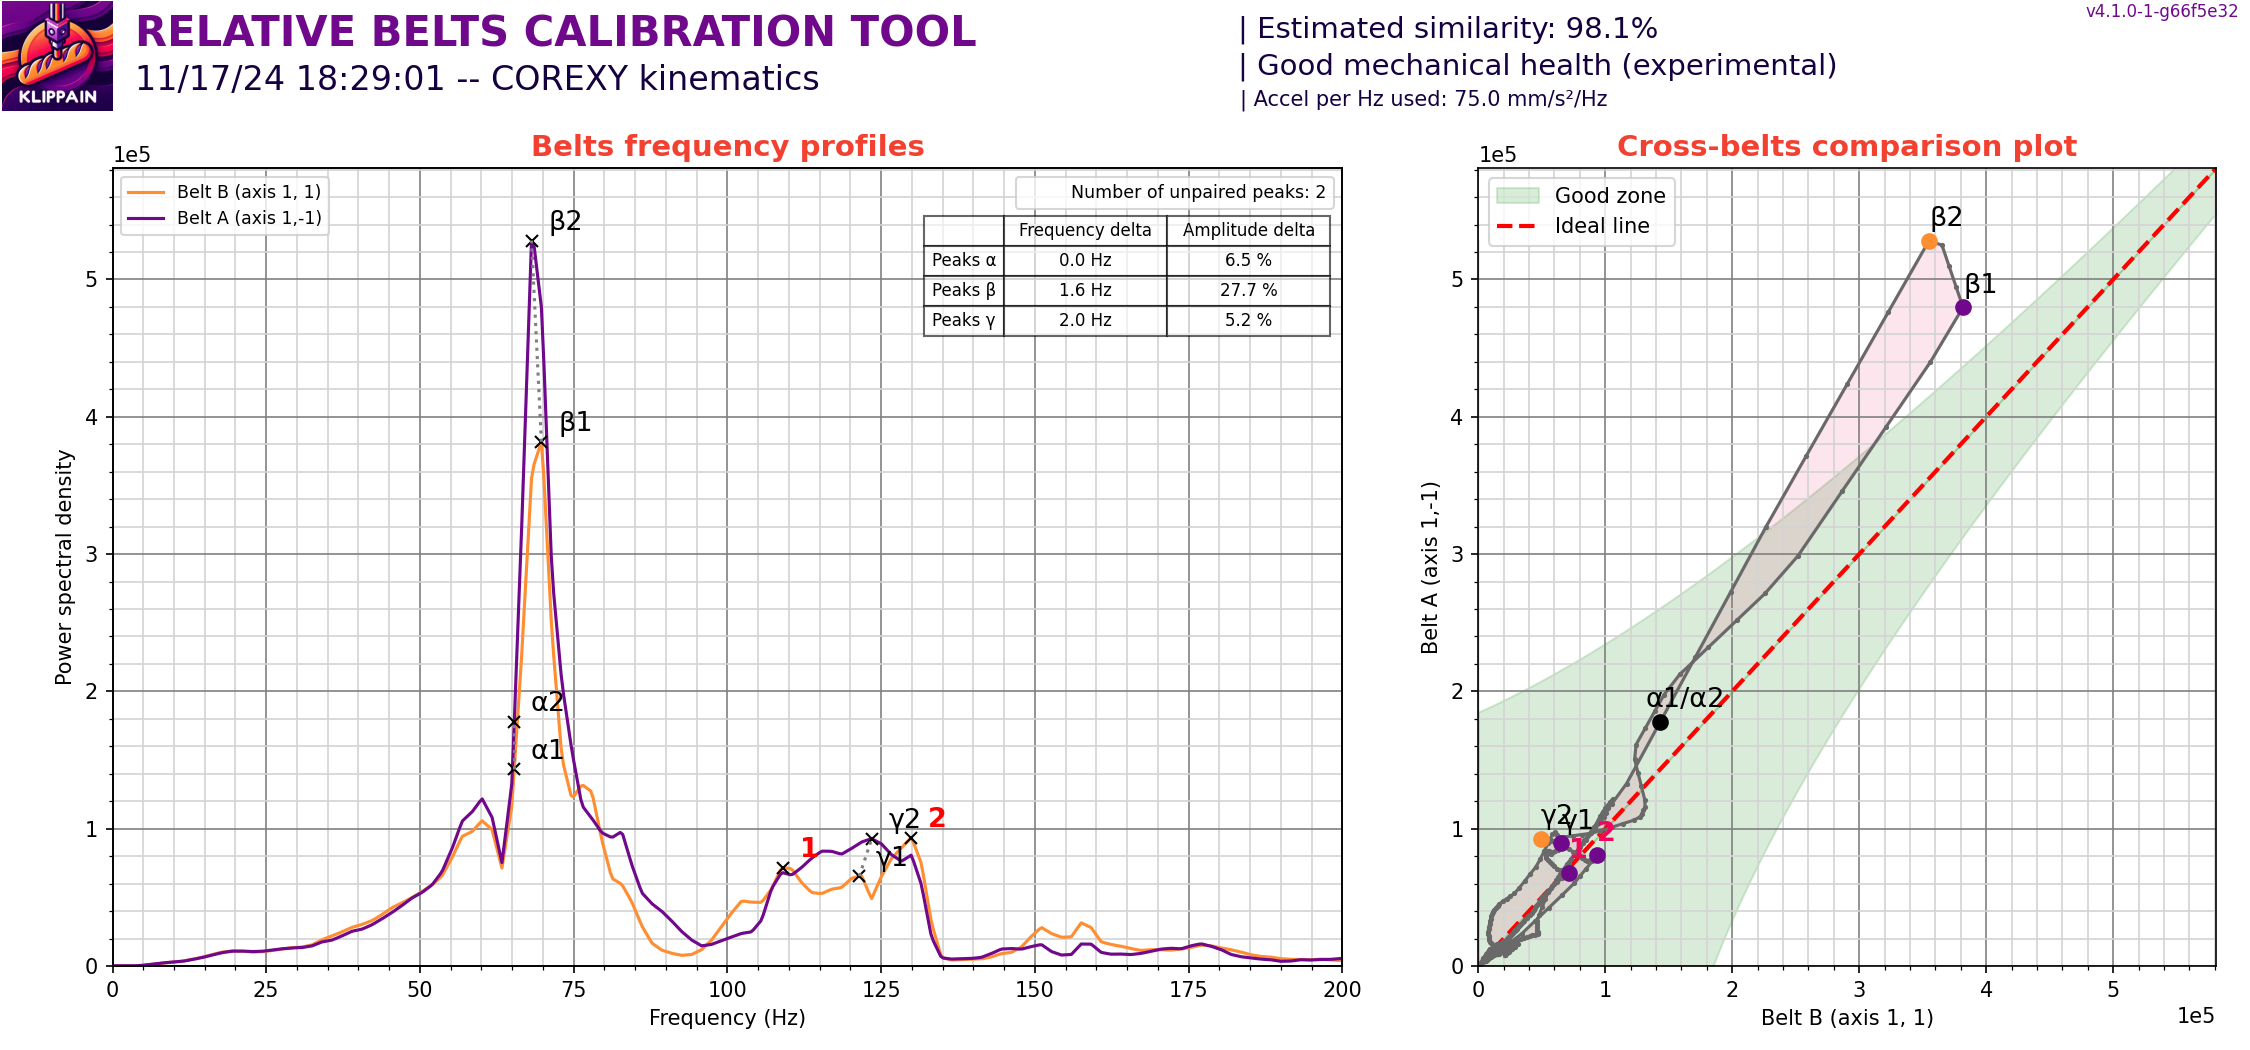 KLIPPAIN
RELATIVE BELTS CALIBRATION TOOL
11/17/24 18:29:01 -- COREXY kinematics
| Estimated similarity: 98.1%
| Good mechanical health (experimental)
| Accel per Hz used: 75.0 mm/s²/Hz
v4.1.0-1-g66f5e32
Belts frequency profiles
1e5
Belt B (axis 1, 1)
Belt A (axis 1,-1)
Number of unpaired peaks: 2
Frequency delta Amplitude delta
Peaks α 0.0 Hz 6.5 %
Peaks β 1.6 Hz 27.7 %
Peaks γ 2.0 Hz 5.2 %
β2
β1
α2
α1
γ2
2
1
γ1
5
4
3
2
1
0
Power spectral density
0 25 50 75 100 125 150 175 200
Frequency (Hz)
Cross-belts comparison plot
1e5
Good zone
Ideal line
β2
β1
α1/α2
γ2
γ1
2
1
5
4
3
2
1
0
Belt A (axis 1,-1)
0 1 2 3 4 5
Belt B (axis 1, 1)
1e5